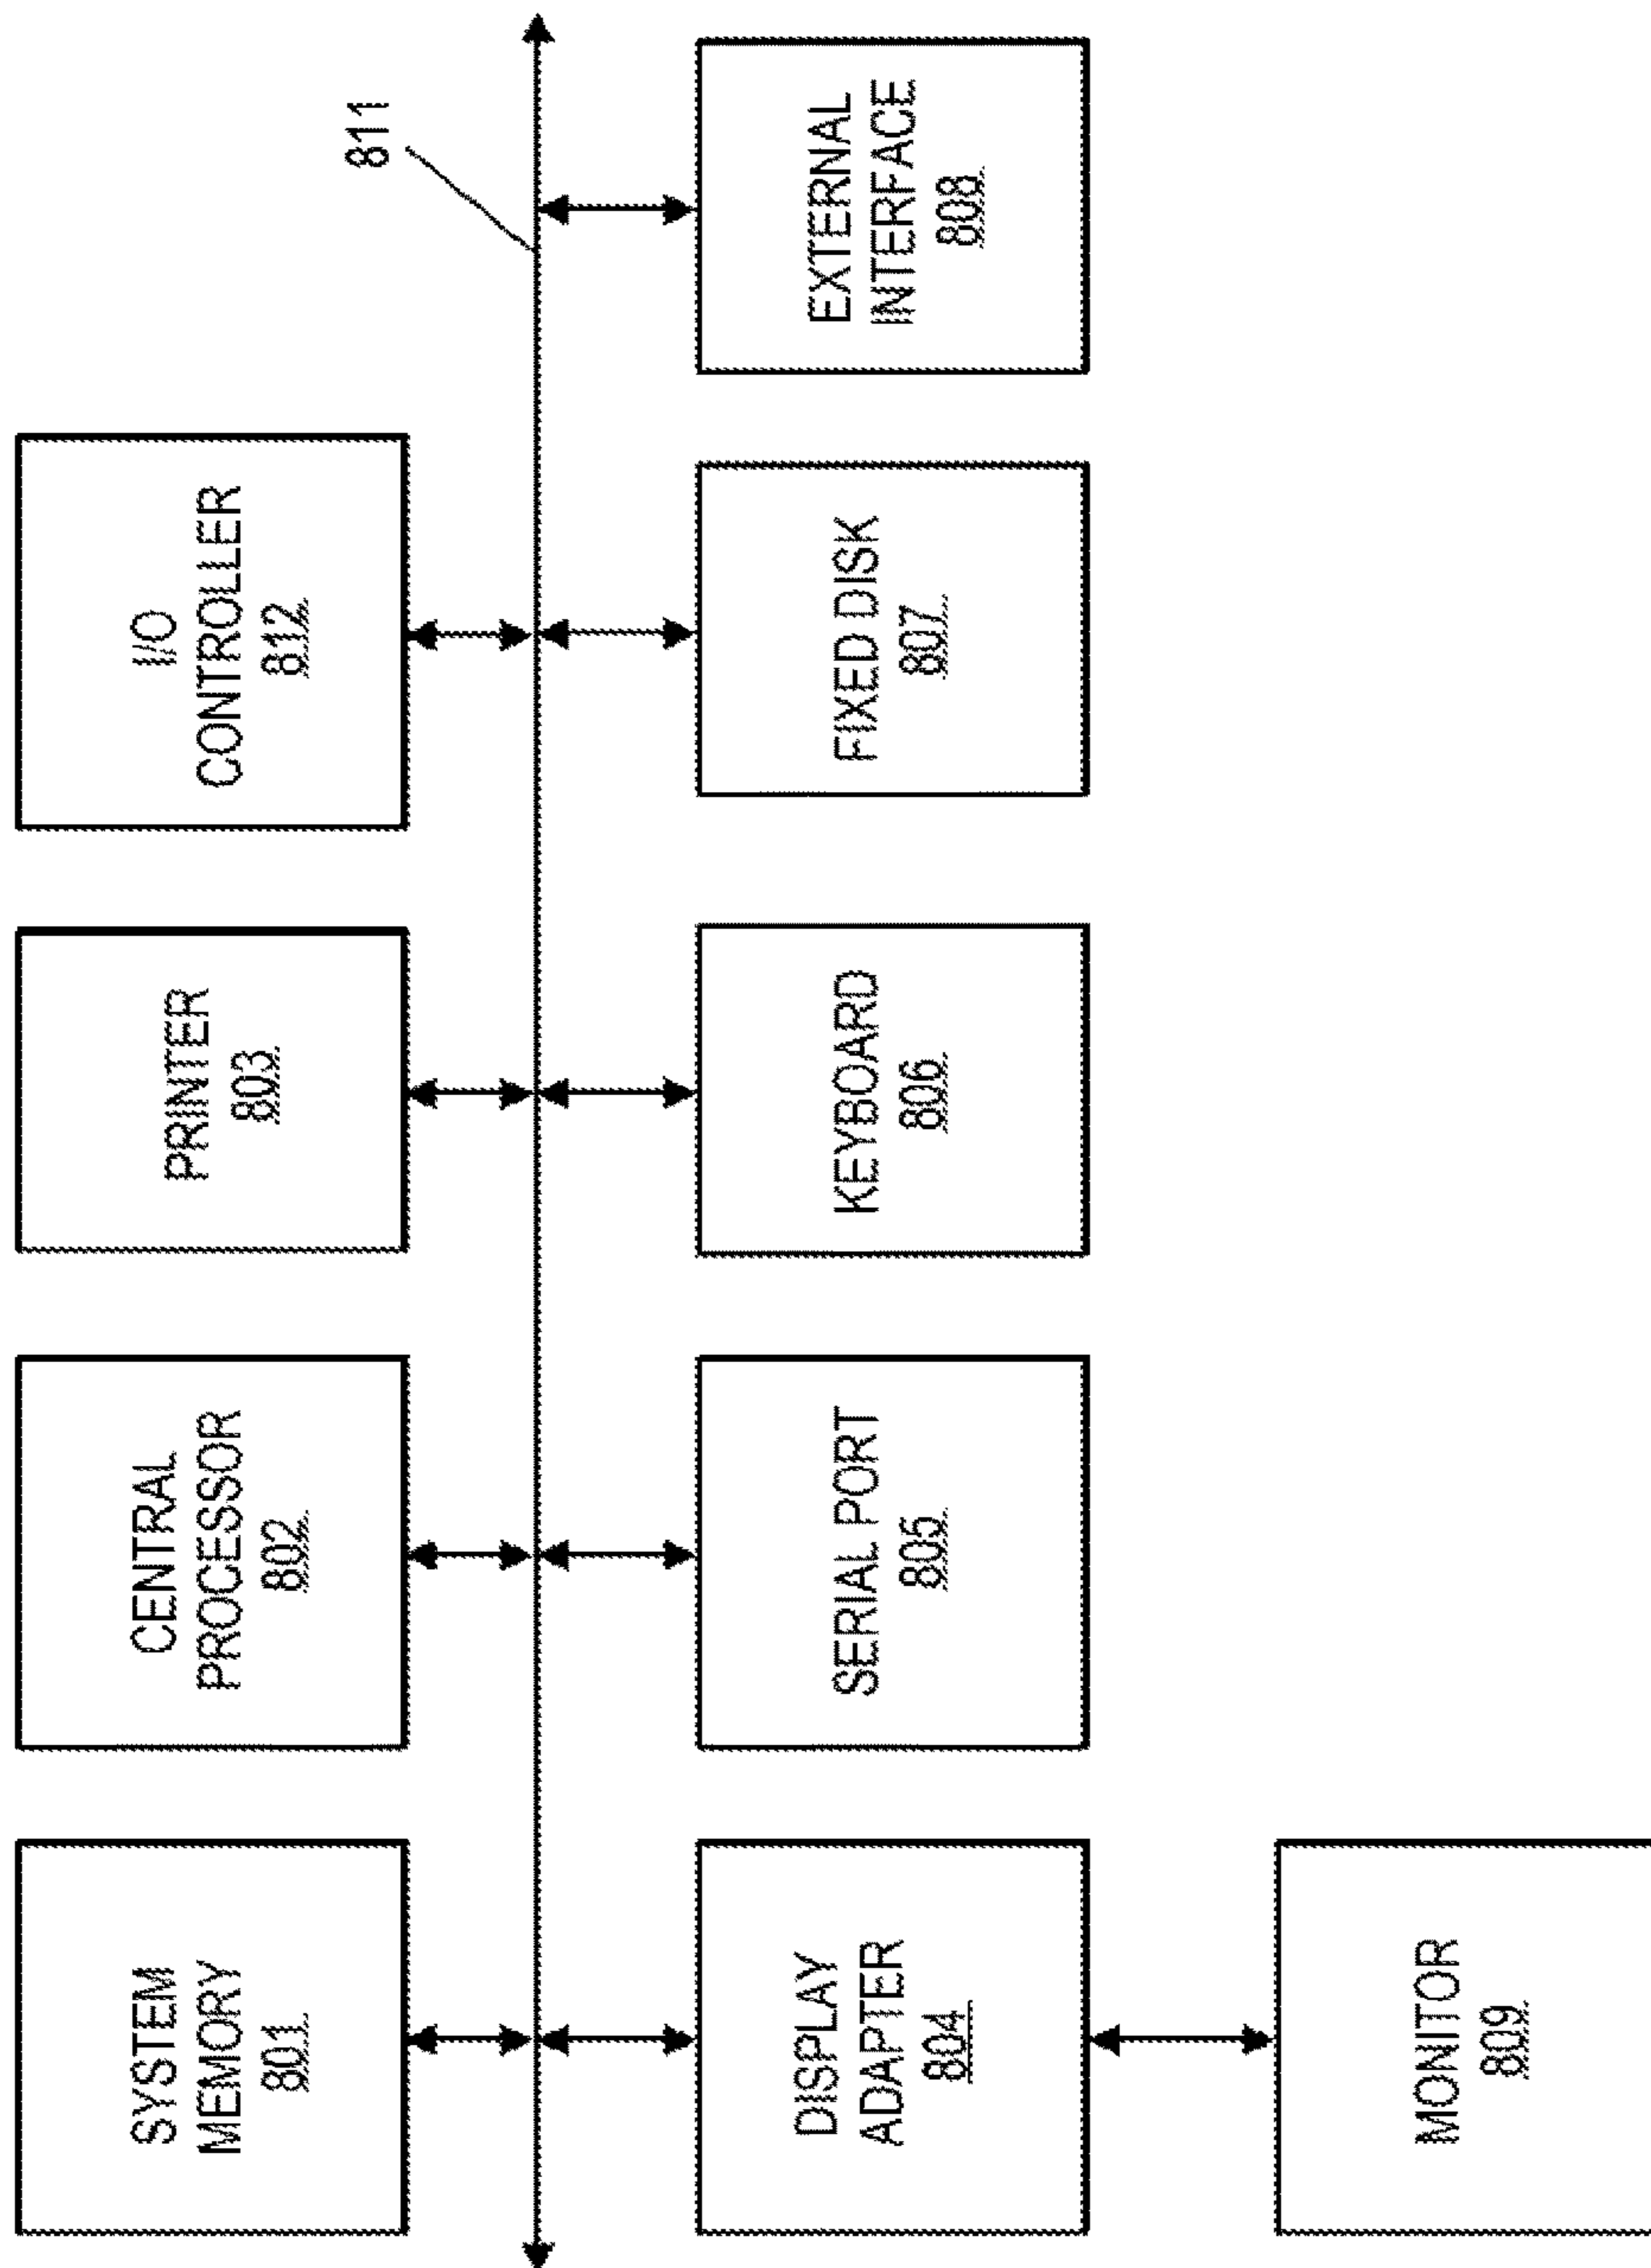 SYSTEM
MEMORY
801
CENTRAL
PROCESSOR
802
PRINTER
803
I/O
CONTROLLER
812
811
DISPLAY
ADAPTER
804
SERIAL PORT
805
KEYBOARD
806
FIXED DISK
807
EXTERNAL
INTERFACE
808
MONITOR
809